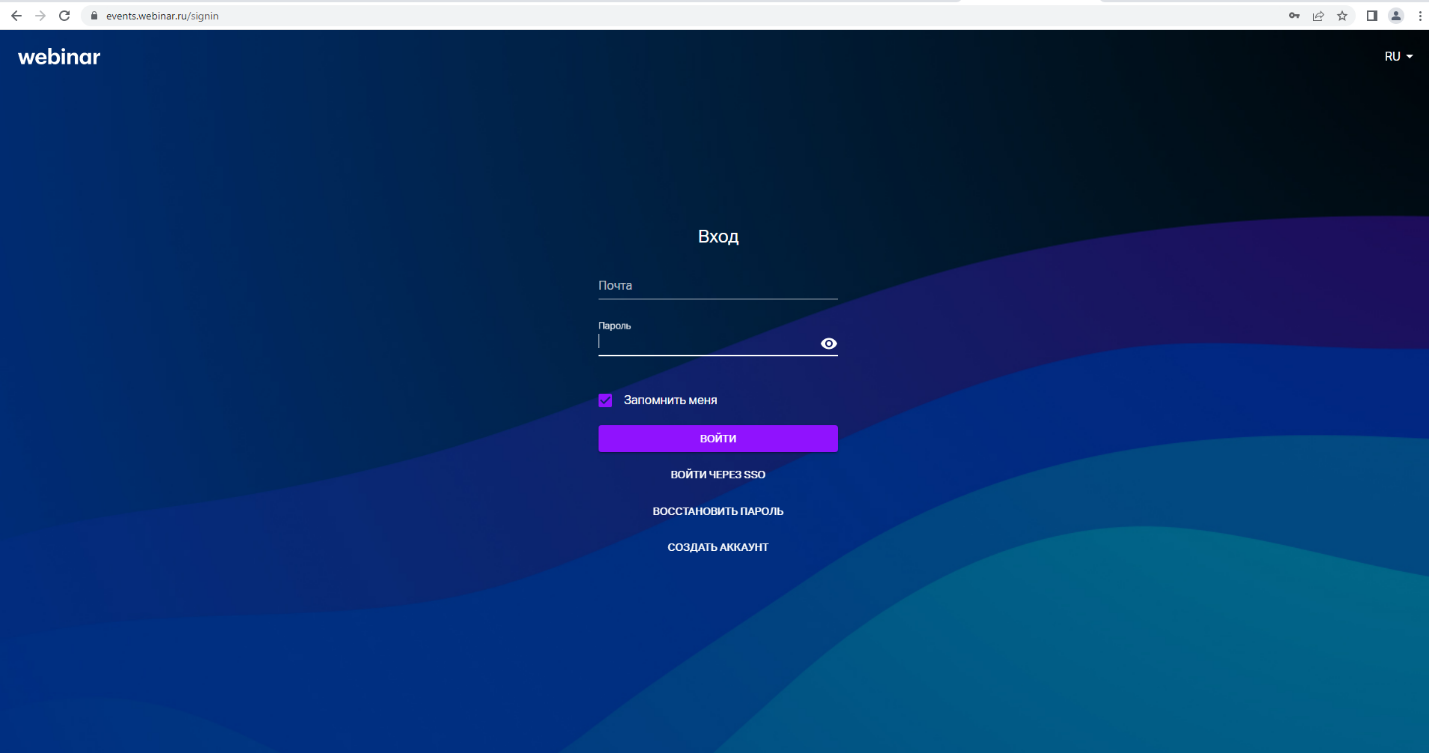 events.webinar.ru/signin
webinar
RU
Вход
Почта
Пароль
Запомнить меня
ВОЙТИ
ВОЙТИ ЧЕРЕЗ SSO
ВОССТАНОВИТЬ ПАРОЛЬ
СОЗДАТЬ АККАУНТ